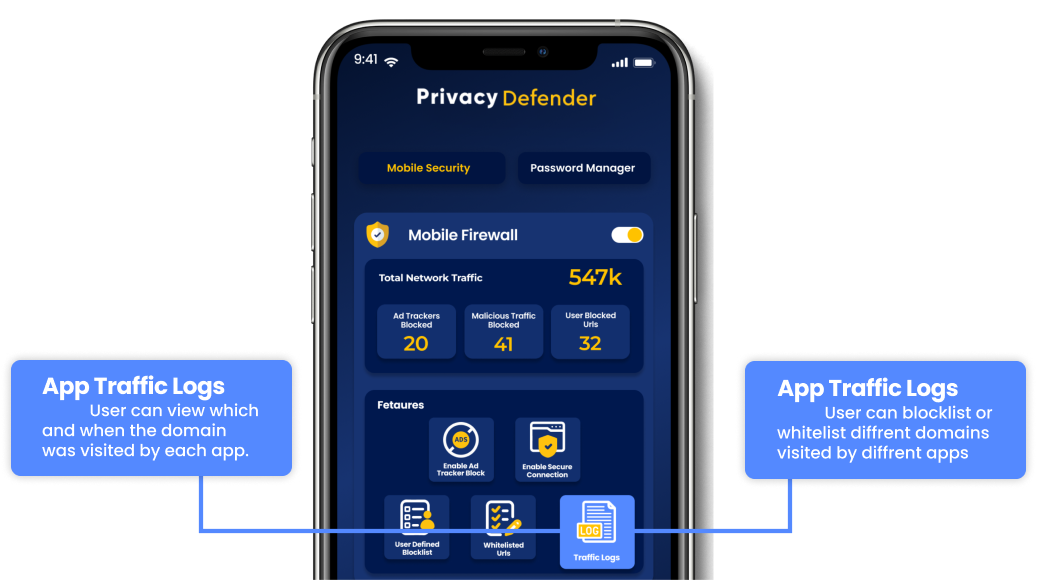 9:41
Privacy Defender
Mobile Security
Password Manager
Mobile Firewall
Total Network Traffic
547k
Ad Trackers
Blocked
20
Malicious Traffic
Blocked
41
User Blocked
Urls
32
App Traffic Logs
User can view which
and when the domain
was visited by each app.
App Traffic Logs
User can blocklist or
whitelist diffrent domains
visited by diffrent apps
Fetaures
ADS
Enable Ad
Tracker Block
Enable Secure
Connection
User Defined
Blocklist
Whitelisted
Urls
LOG
Traffic Logs